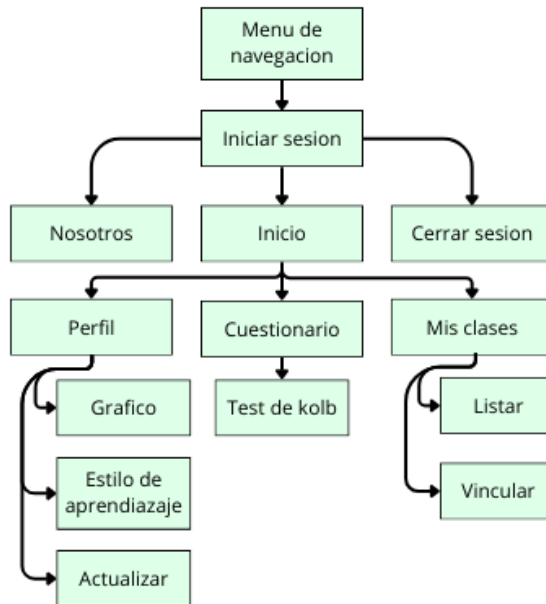 Menu de
navegacion
Iniciar sesion
Nosotros
Inicio
Cerrar sesion
Perfil
Cuestionario
Mis clases
Grafico
Test de kolb
Listar
Estilo de
aprendiazaje
Vincular
Actualizar